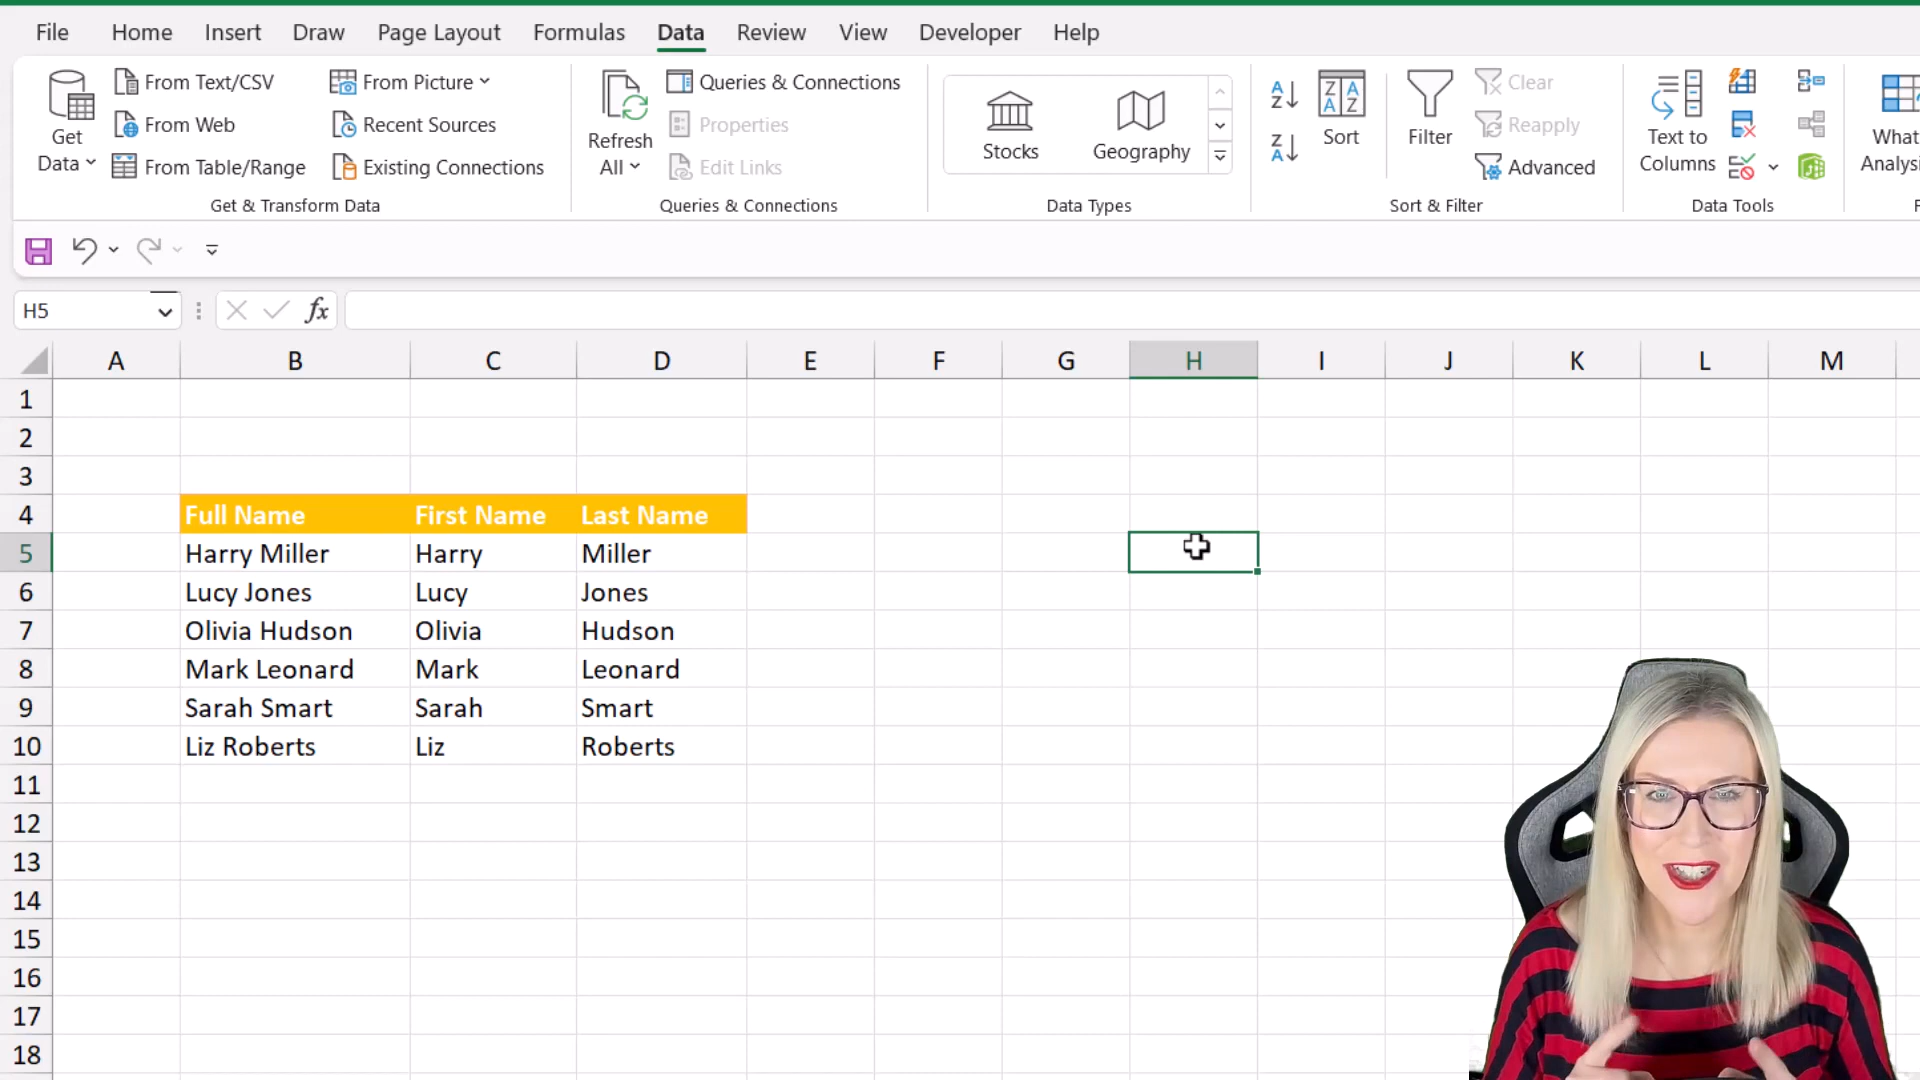 File Home Insert Draw Page Layout Formulas Data Review View Developer Help
Get Data
From Text/CSV
From Web
From Table/Range
From Picture
Recent Sources
Existing Connections
Get & Transform Data
Refresh All
Queries & Connections
Properties
Edit Links
Queries & Connections
Stocks
Geography
Data Types
A Z
Z A
Z A A Z
Sort
Filter
Clear
Reapply
Advanced
Sort & Filter
Text to Columns
Data Tools
What
H5
fx
A B C D E F G H I J K L M
1
2
3
4 Full Name First Name Last Name
5 Harry Miller Harry Miller
6 Lucy Jones Lucy Jones
7 Olivia Hudson Olivia Hudson
8 Mark Leonard Mark Leonard
9 Sarah Smart Sarah Smart
10 Liz Roberts Liz Roberts
11
12
13
14
15
16
17
18